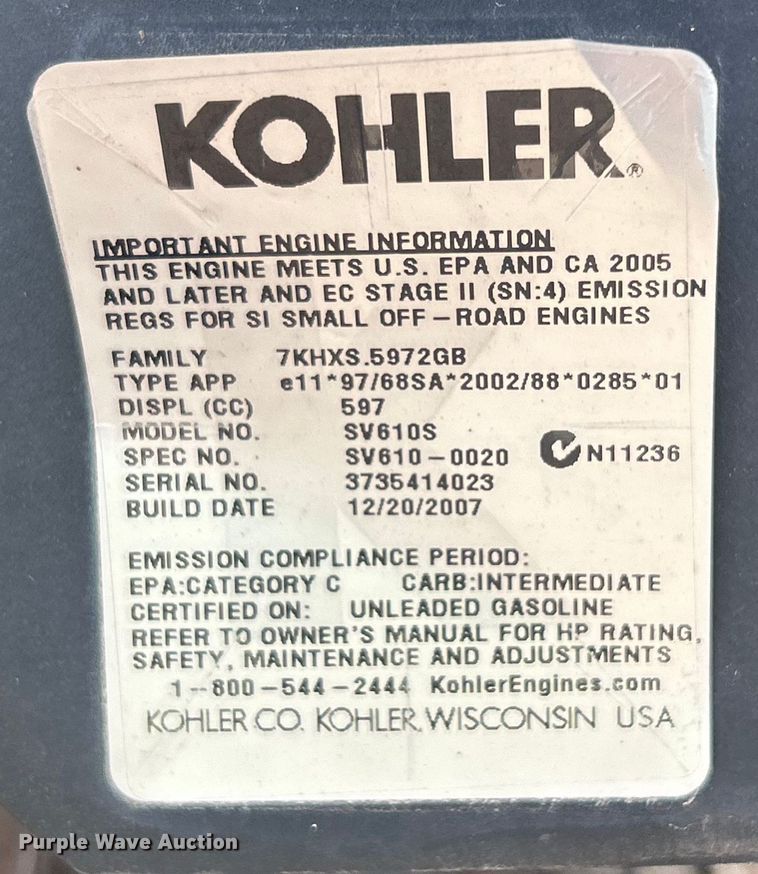 KOHLER®
IMPORTANT ENGINE INFORMATION
THIS ENGINE MEETS U.S. EPA AND CA 2005
AND LATER AND EC STAGE II (SN:4) EMISSION
REGS FOR SI SMALL OFF-ROAD ENGINES
FAMILY 7KHXS.5972GB
TYPE APP e11*97/68SA*2002/88*0285*01
DISPL (CC) 597
MODEL NO. SV610S
SPEC NO. SV610-0020 N11236
SERIAL NO. 3735414023
BUILD DATE 12/20/2007
EMISSION COMPLIANCE PERIOD:
EPA:CATEGORY C CARB:INTERMEDIATE
CERTIFIED ON: UNLEADED GASOLINE
REFER TO OWNER'S MANUAL FOR HP RATING,
SAFETY, MAINTENANCE AND ADJUSTMENTS
1-800-544-2444 KohlerEngines.com
KOHLER CO. KOHLER, WISCONSIN USA
Purple Wave Auction